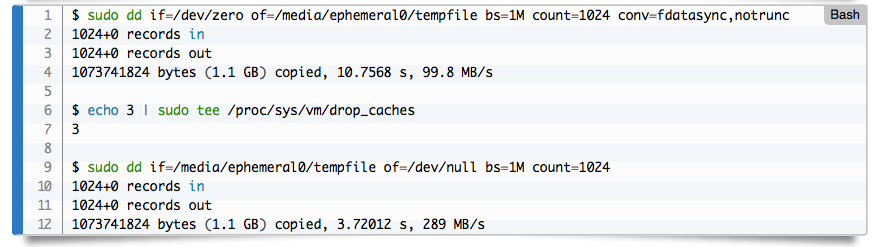 Bash
1 $ sudo dd if=/dev/zero of=/media/ephemeral0/tempfile bs=1M count=1024 conv=fdatasync,notrunc
2 1024+0 records in
3 1024+0 records out
4 1073741824 bytes (1.1 GB) copied, 10.7568 s, 99.8 MB/s
5
6 $ echo 3 | sudo tee /proc/sys/vm/drop_caches
7 3
8
9 $ sudo dd if=/media/ephemeral0/tempfile of=/dev/null bs=1M count=1024
10 1024+0 records in
11 1024+0 records out
12 1073741824 bytes (1.1 GB) copied, 3.72012 s, 289 MB/s